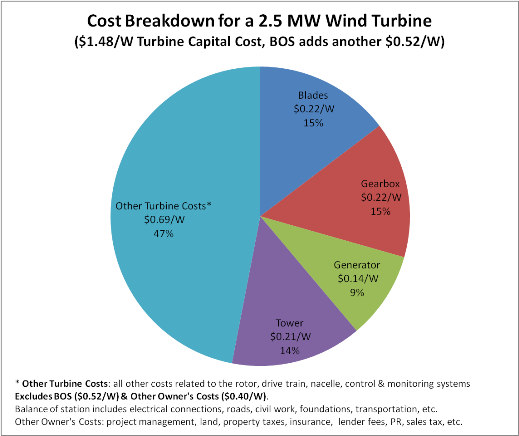 Cost Breakdown for a 2.5 MW Wind Turbine
($1.48/W Turbine Capital Cost, BOS adds another $0.52/W)
Blades
$0.22/W
15%
Gearbox
$0.22/W
15%
Generator
$0.14/W
9%
Tower
$0.21/W
14%
Other Turbine Costs*
$0.69/W
47%
* Other Turbine Costs: all other costs related to the rotor, drive train, nacelle, control & monitoring systems
Excludes BOS ($0.52/W) & Other Owner's Costs ($0.40/W).
Balance of station includes electrical connections, roads, civil work, foundations, transportation, etc.
Other Owner's Costs: project management, land, property taxes, insurance, lender fees, PR, sales tax, etc.